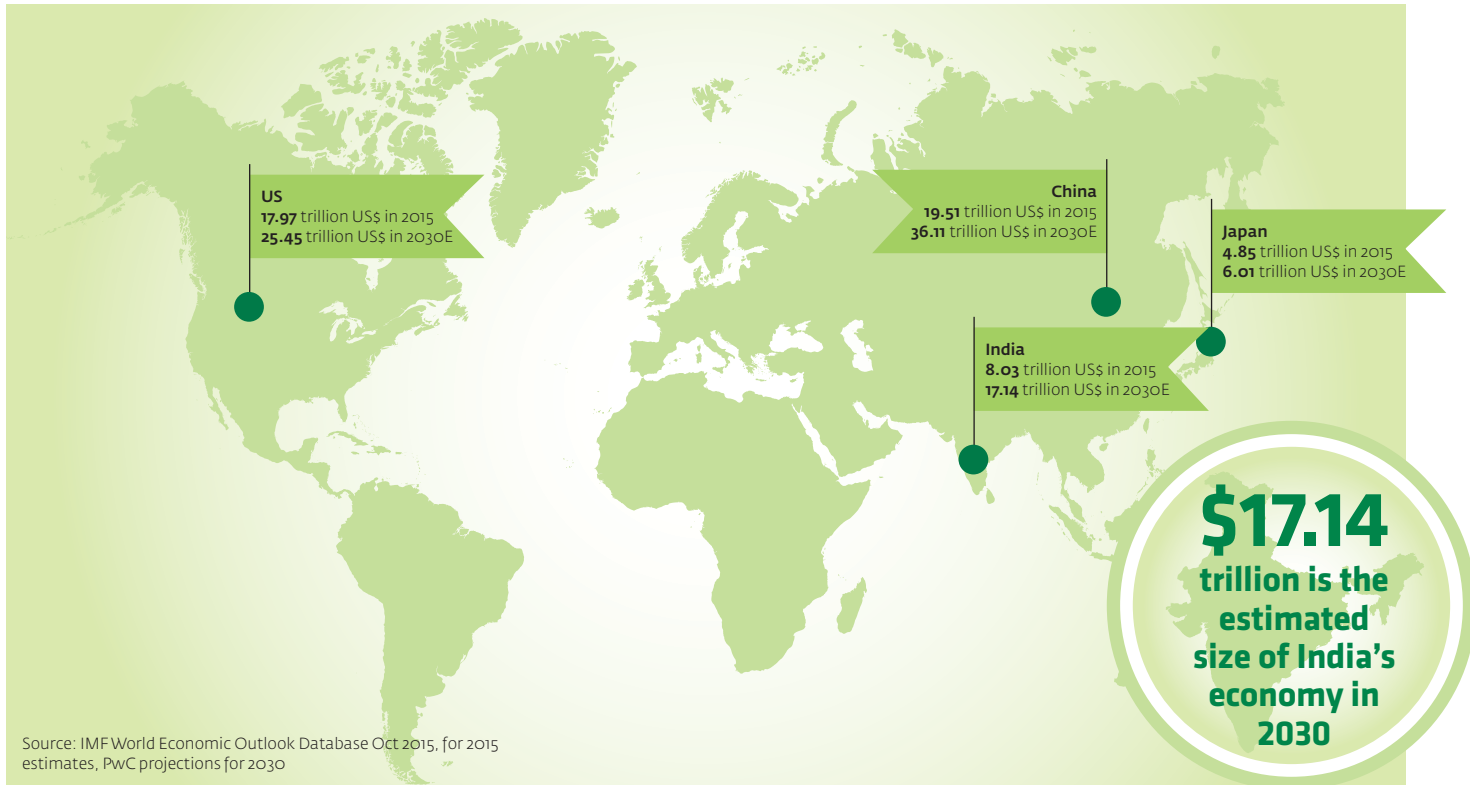 US
17.97 trillion US$ in 2015
25.45 trillion US$ in 2030E
China
19.51 trillion US$ in 2015
36.11 trillion US$ in 2030E
Japan
4.85 trillion US$ in 2015
6.01 trillion US$ in 2030E
India
8.03 trillion US$ in 2015
17.14 trillion US$ in 2030E
$17.14
trillion is the
estimated
size of India’s
economy in
2030
Source: IMF World Economic Outlook Database Oct 2015, for 2015
estimates, PwC projections for 2030